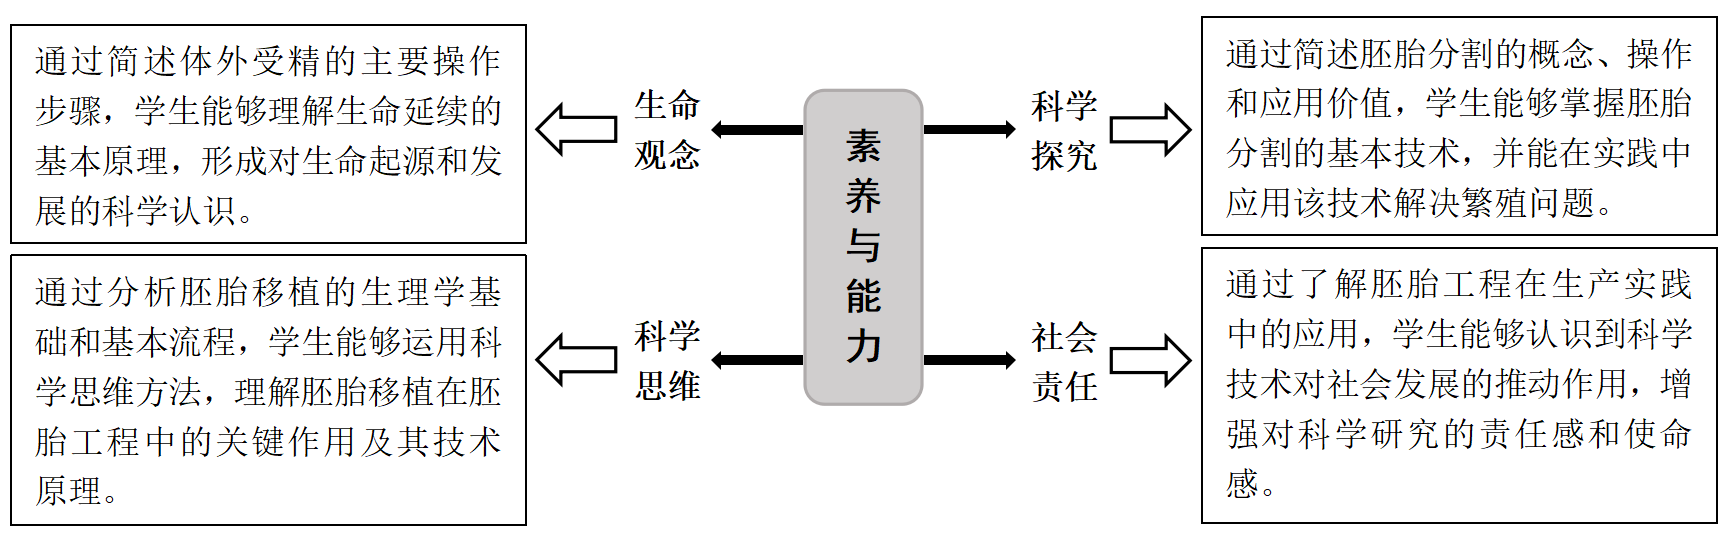 通过简述体外受精的主要操作
步骤，学生能够理解生命延续的
基本原理，形成对生命起源和发
展的科学认识。
生命
观念
通过分析胚胎移植的生理学基
础和基本流程，学生能够运用科
学思维方法，理解胚胎移植在胚
胎工程中的关键作用及其技术
原理。
科学
思维
素
养
与
能
力
科学
探究
通过简述胚胎分割的概念、操作
和应用价值，学生能够掌握胚胎
分割的基本技术，并能在实践中
应用该技术解决繁殖问题。
社会
责任
通过了解胚胎工程在生产实践
中的应用，学生能够认识到科学
技术对社会发展的推动作用，增
强对科学研究的责任感和使命
感。